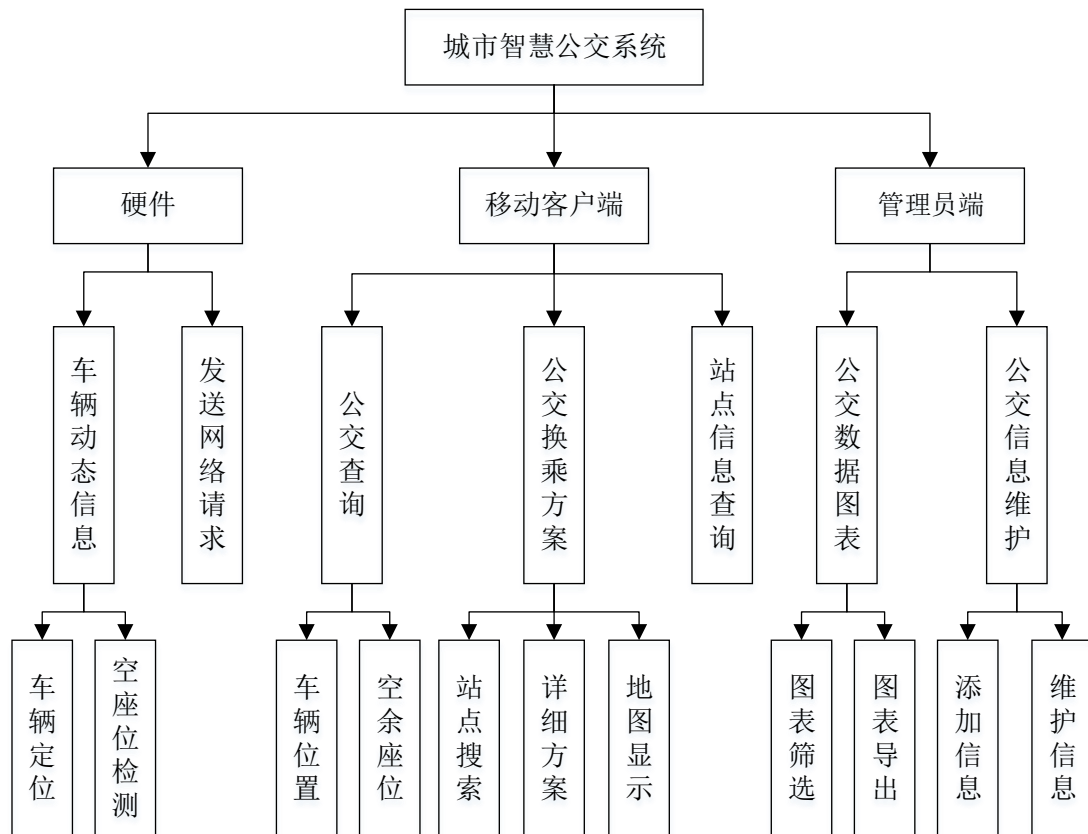 城市智慧公交系统
硬件
移动客户端
管理员端
车辆动态信息
发送网络请求
公交查询
公交换乘方案
站点信息查询
公交数据图表
公交信息维护
车辆定位
空座位检测
车辆位置
空余座位
站点搜索
详细方案
地图显示
图表筛选
图表导出
添加信息
维护信息